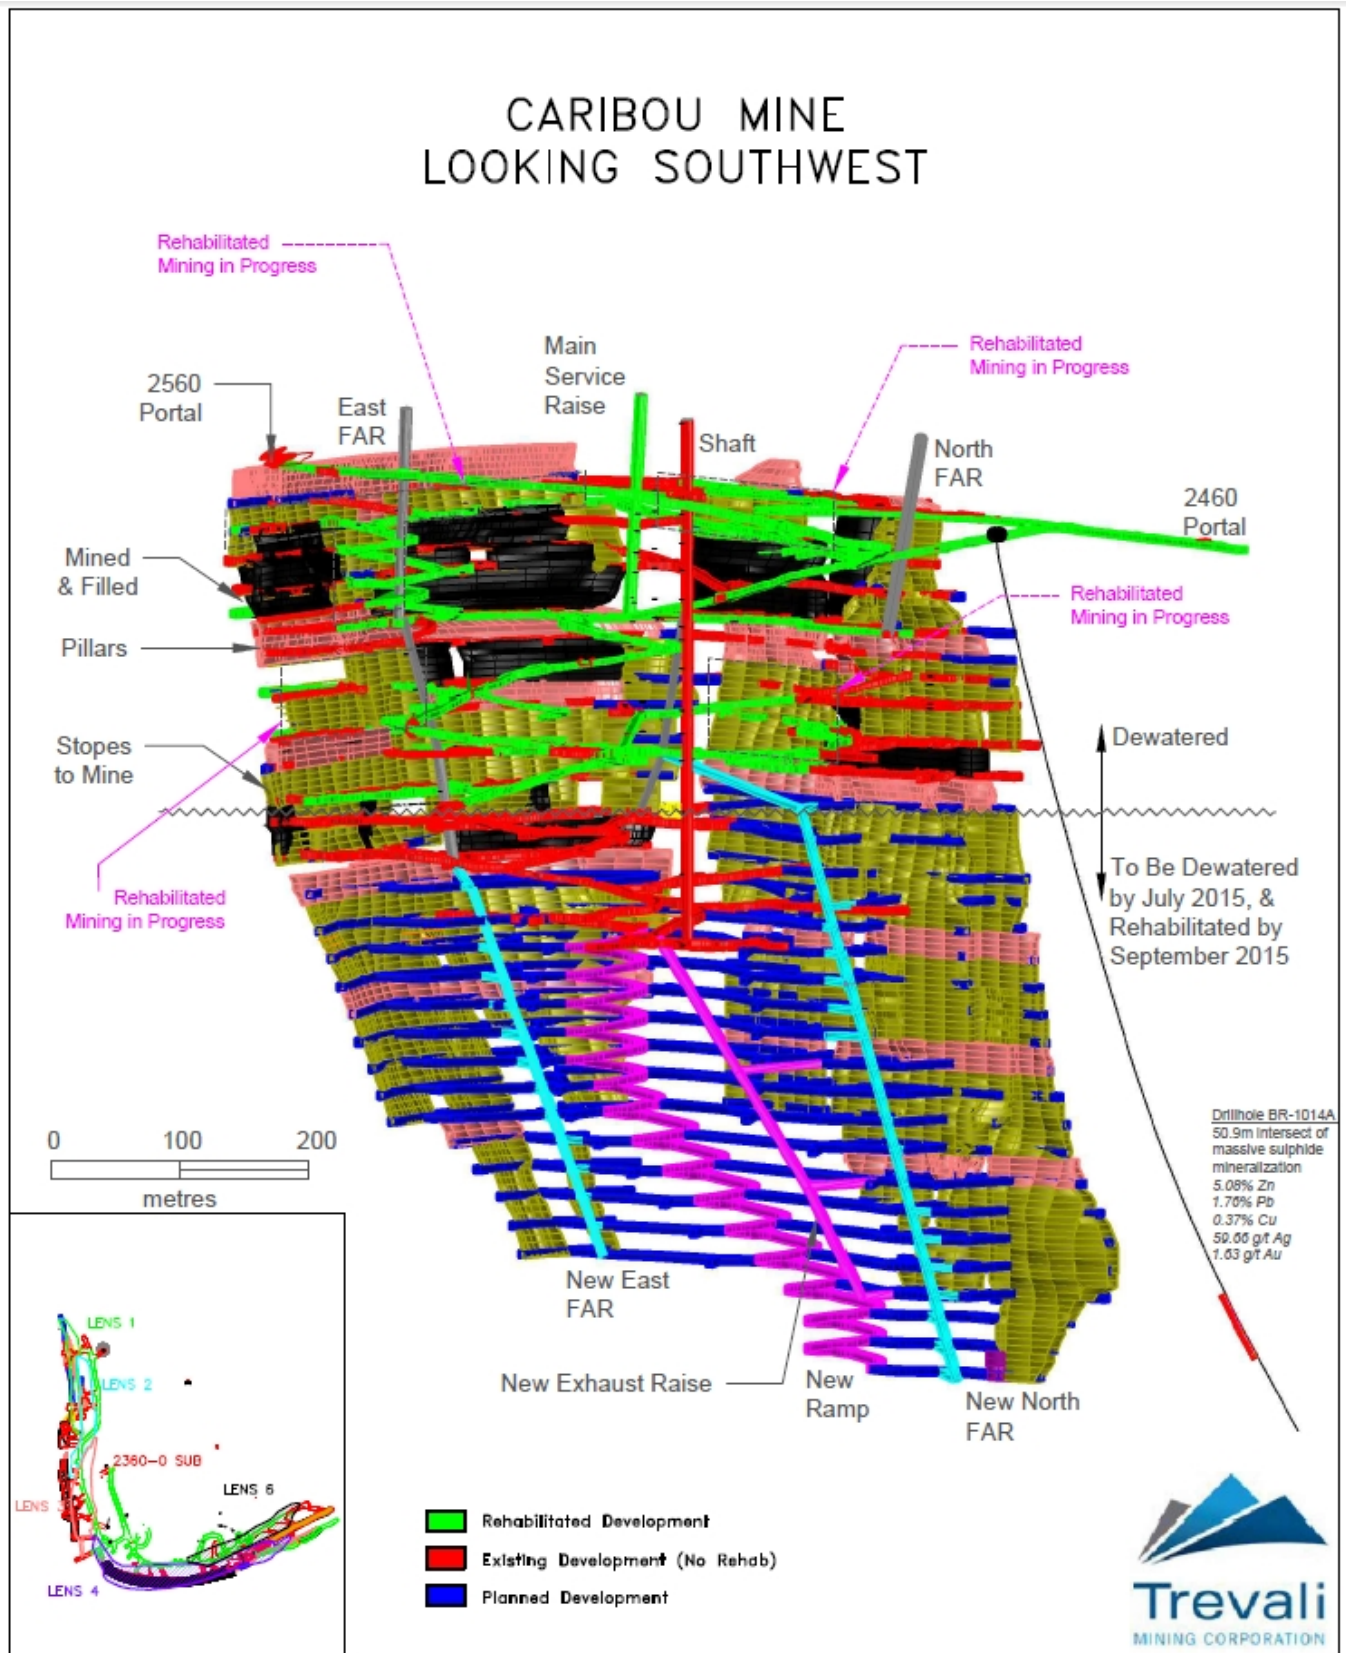 CARIBOU MINE
LOOKING SOUTHWEST
Rehabilitated
Mining in Progress
Main
Service
Raise
Rehabilitated
Mining in Progress
2560
Portal
East
FAR
Shaft
North
FAR
2460
Portal
Mined
& Filled
Rehabilitated
Mining in Progress
Pillars
Stopes
to Mine
Dewatered
To Be Dewatered
by July 2015, &
Rehabilitated by
September 2015
Rehabilitated
Mining in Progress
0 100 200
metres
Drillhole BR-1014A
50.9m intersect of
massive sulphide
mineralization
5.08% Zn
1.76% Pb
0.37% Cu
59.66 g/t Ag
1.63 g/t Au
New East
FAR
New Exhaust Raise
New
Ramp
New North
FAR
LENS 1
LENS 2
2360-0 SUB
LENS 6
LENS 3
LENS 4
Rehabilitated Development
Existing Development (No Rehab)
Planned Development
Trevali
MINING CORPORATION